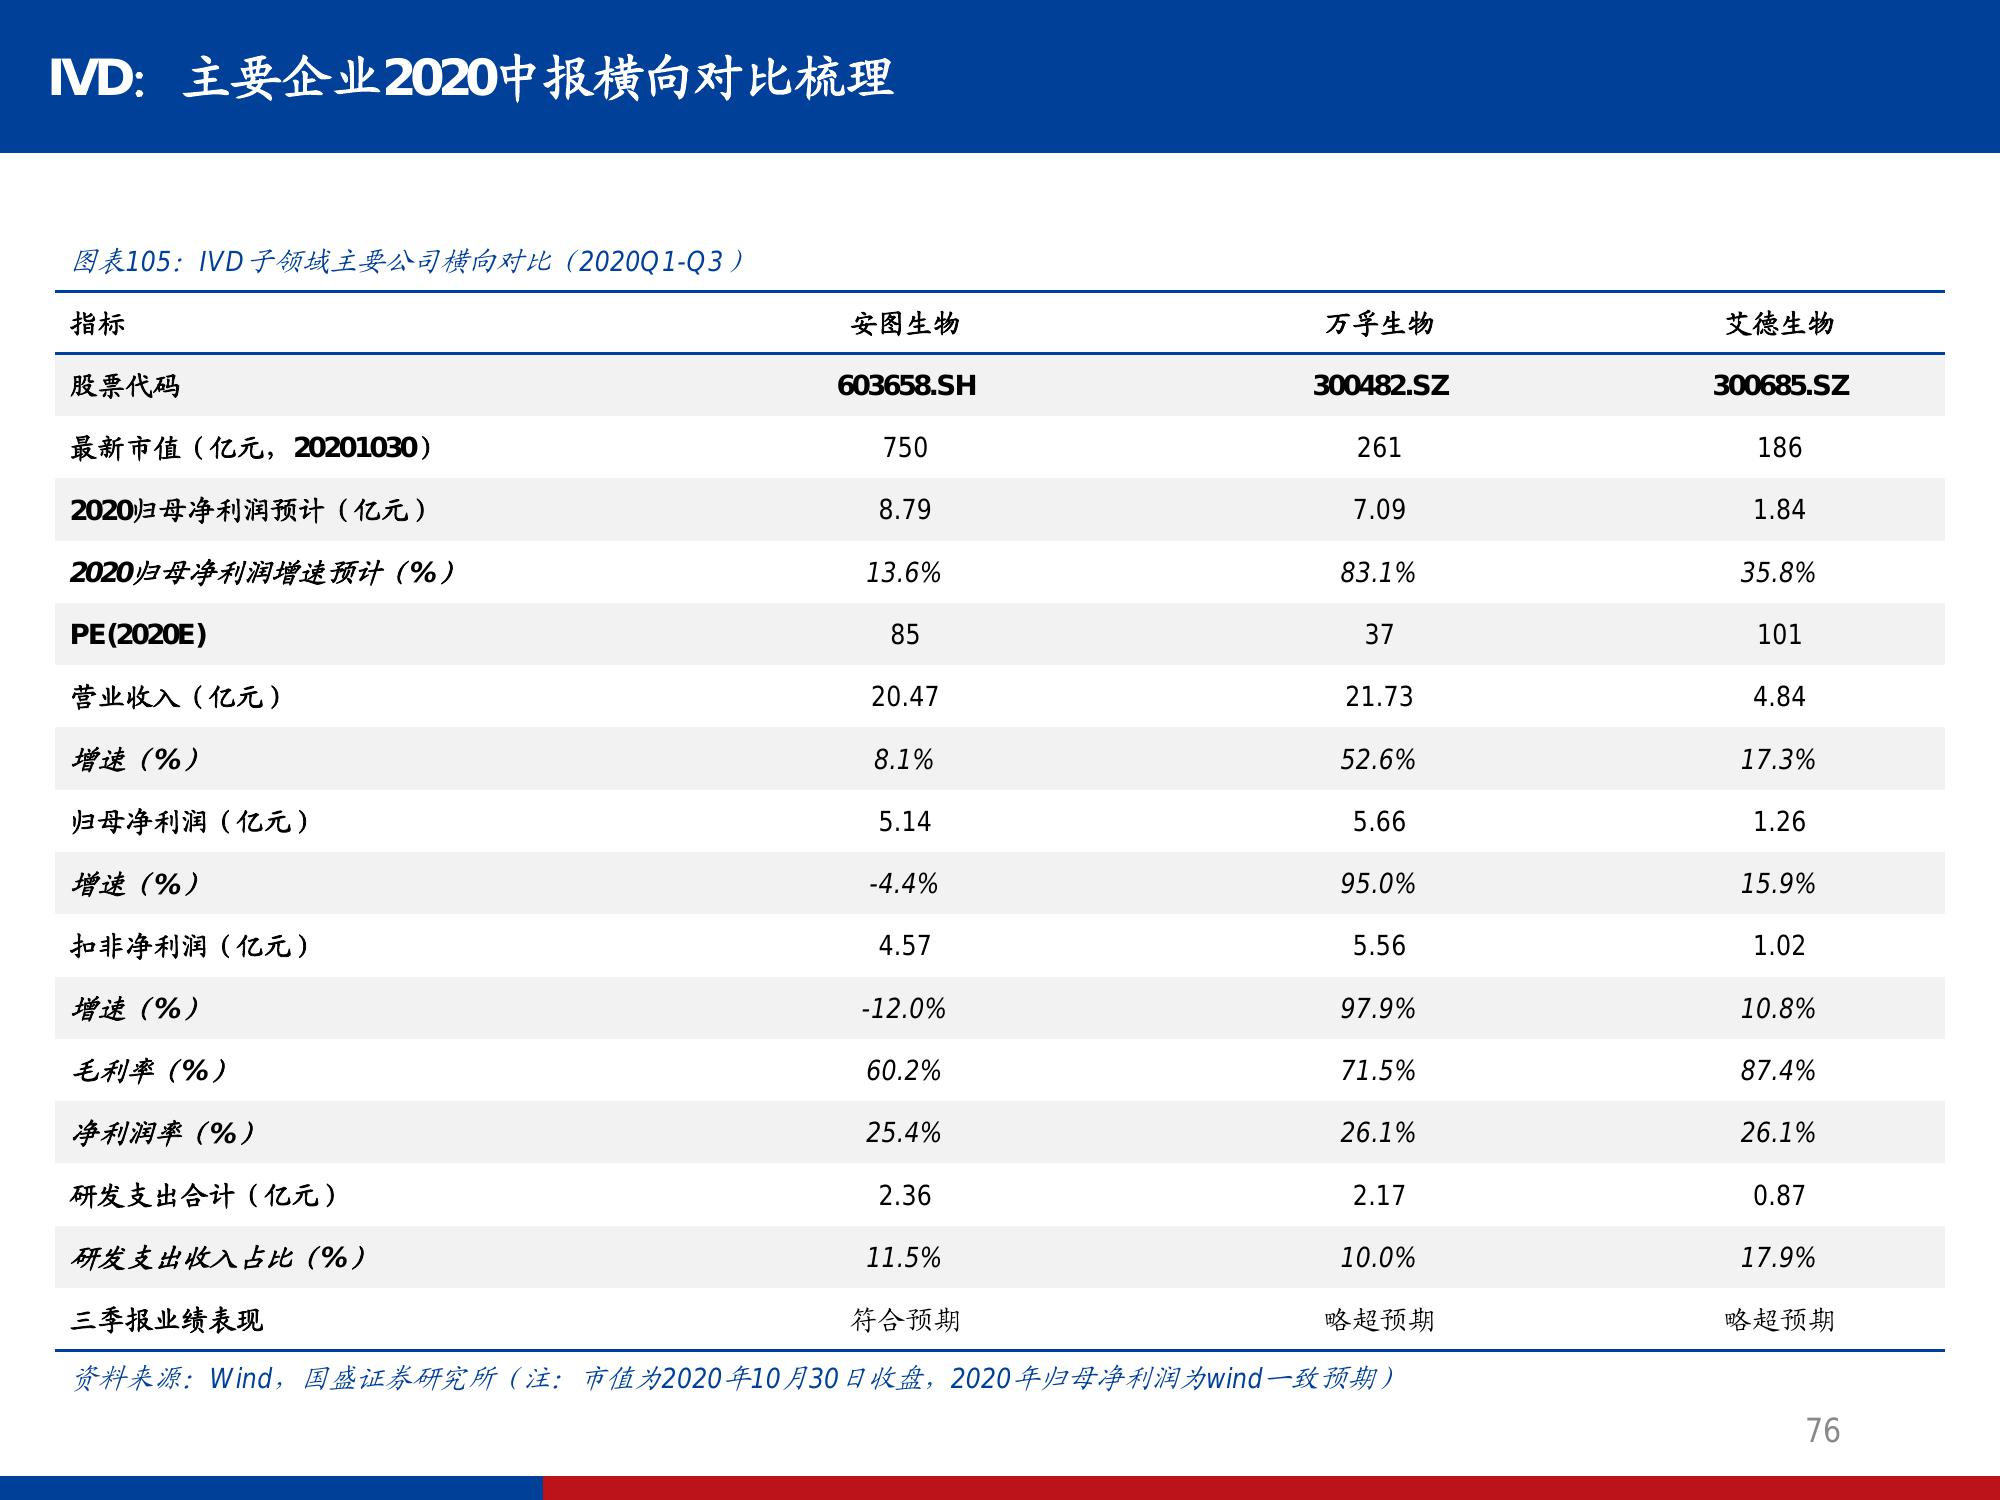 IVD：主要企业2020中报横向对比梳理
图表105：IVD子领域主要公司横向对比（2020Q1-Q3）
指标 安图生物 万孚生物 艾德生物
股票代码 603658.SH 300482.SZ 300685.SZ
最新市值（亿元，20201030） 750 261 186
2020归母净利润预计（亿元） 8.79 7.09 1.84
2020归母净利润增速预计（%） 13.6% 83.1% 35.8%
PE(2020E) 85 37 101
营业收入（亿元） 20.47 21.73 4.84
增速（%） 8.1% 52.6% 17.3%
归母净利润（亿元） 5.14 5.66 1.26
增速（%） -4.4% 95.0% 15.9%
扣非净利润（亿元） 4.57 5.56 1.02
增速（%） -12.0% 97.9% 10.8%
毛利率（%） 60.2% 71.5% 87.4%
净利润率（%） 25.4% 26.1% 26.1%
研发支出合计（亿元） 2.36 2.17 0.87
研发支出收入占比（%） 11.5% 10.0% 17.9%
三季报业绩表现 符合预期 略超预期 略超预期
资料来源：Wind，国盛证券研究所（注：市值为2020年10月30日收盘，2020年归母净利润为wind一致预期）
76